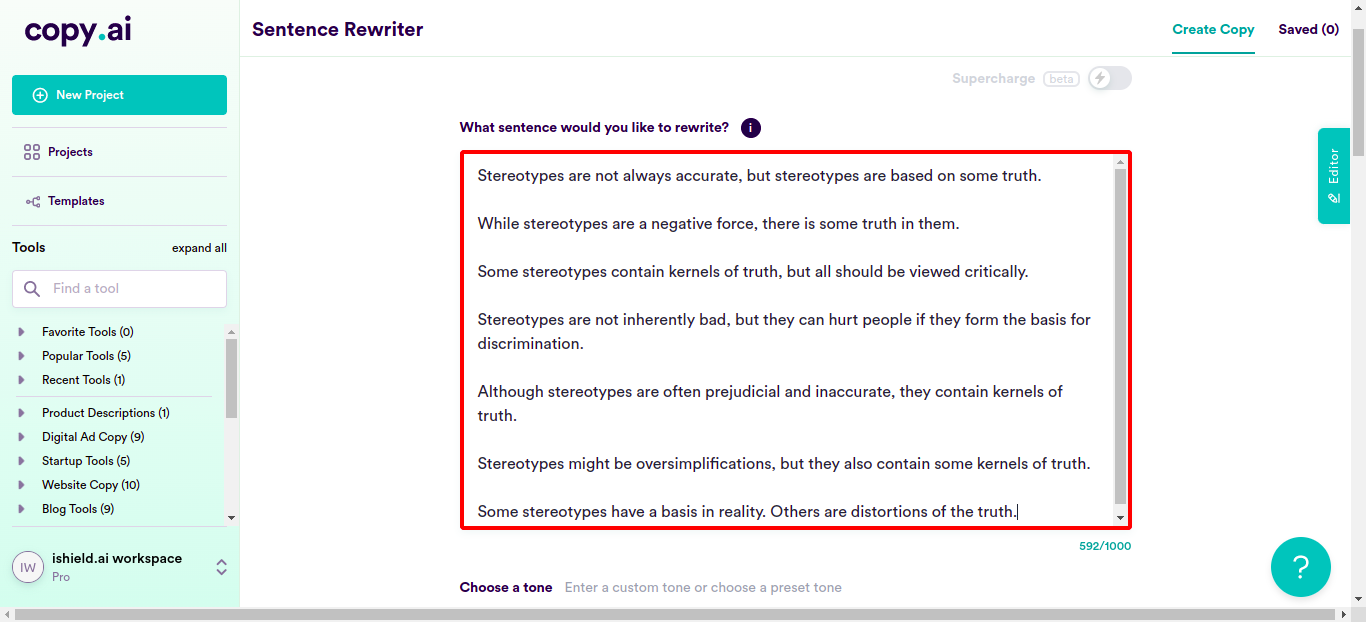 copy.ai
Sentence Rewriter
Create Copy
Saved (0)
New Project
Supercharge beta
What sentence would you like to rewrite? i
Projects
Templates
Tools
expand all
Find a tool
Favorite Tools (0)
Popular Tools (5)
Recent Tools (1)
Product Descriptions (1)
Digital Ad Copy (9)
Startup Tools (5)
Website Copy (10)
Blog Tools (9)
IW
ishield.ai workspace
Pro
Stereotypes are not always accurate, but stereotypes are based on some truth.
While stereotypes are a negative force, there is some truth in them.
Some stereotypes contain kernels of truth, but all should be viewed critically.
Stereotypes are not inherently bad, but they can hurt people if they form the basis for
discrimination.
Although stereotypes are often prejudicial and inaccurate, they contain kernels of
truth.
Stereotypes might be oversimplifications, but they also contain some kernels of truth.
Some stereotypes have a basis in reality. Others are distortions of the truth.
592/1000
Choose a tone Enter a custom tone or choose a preset tone
Editor
?